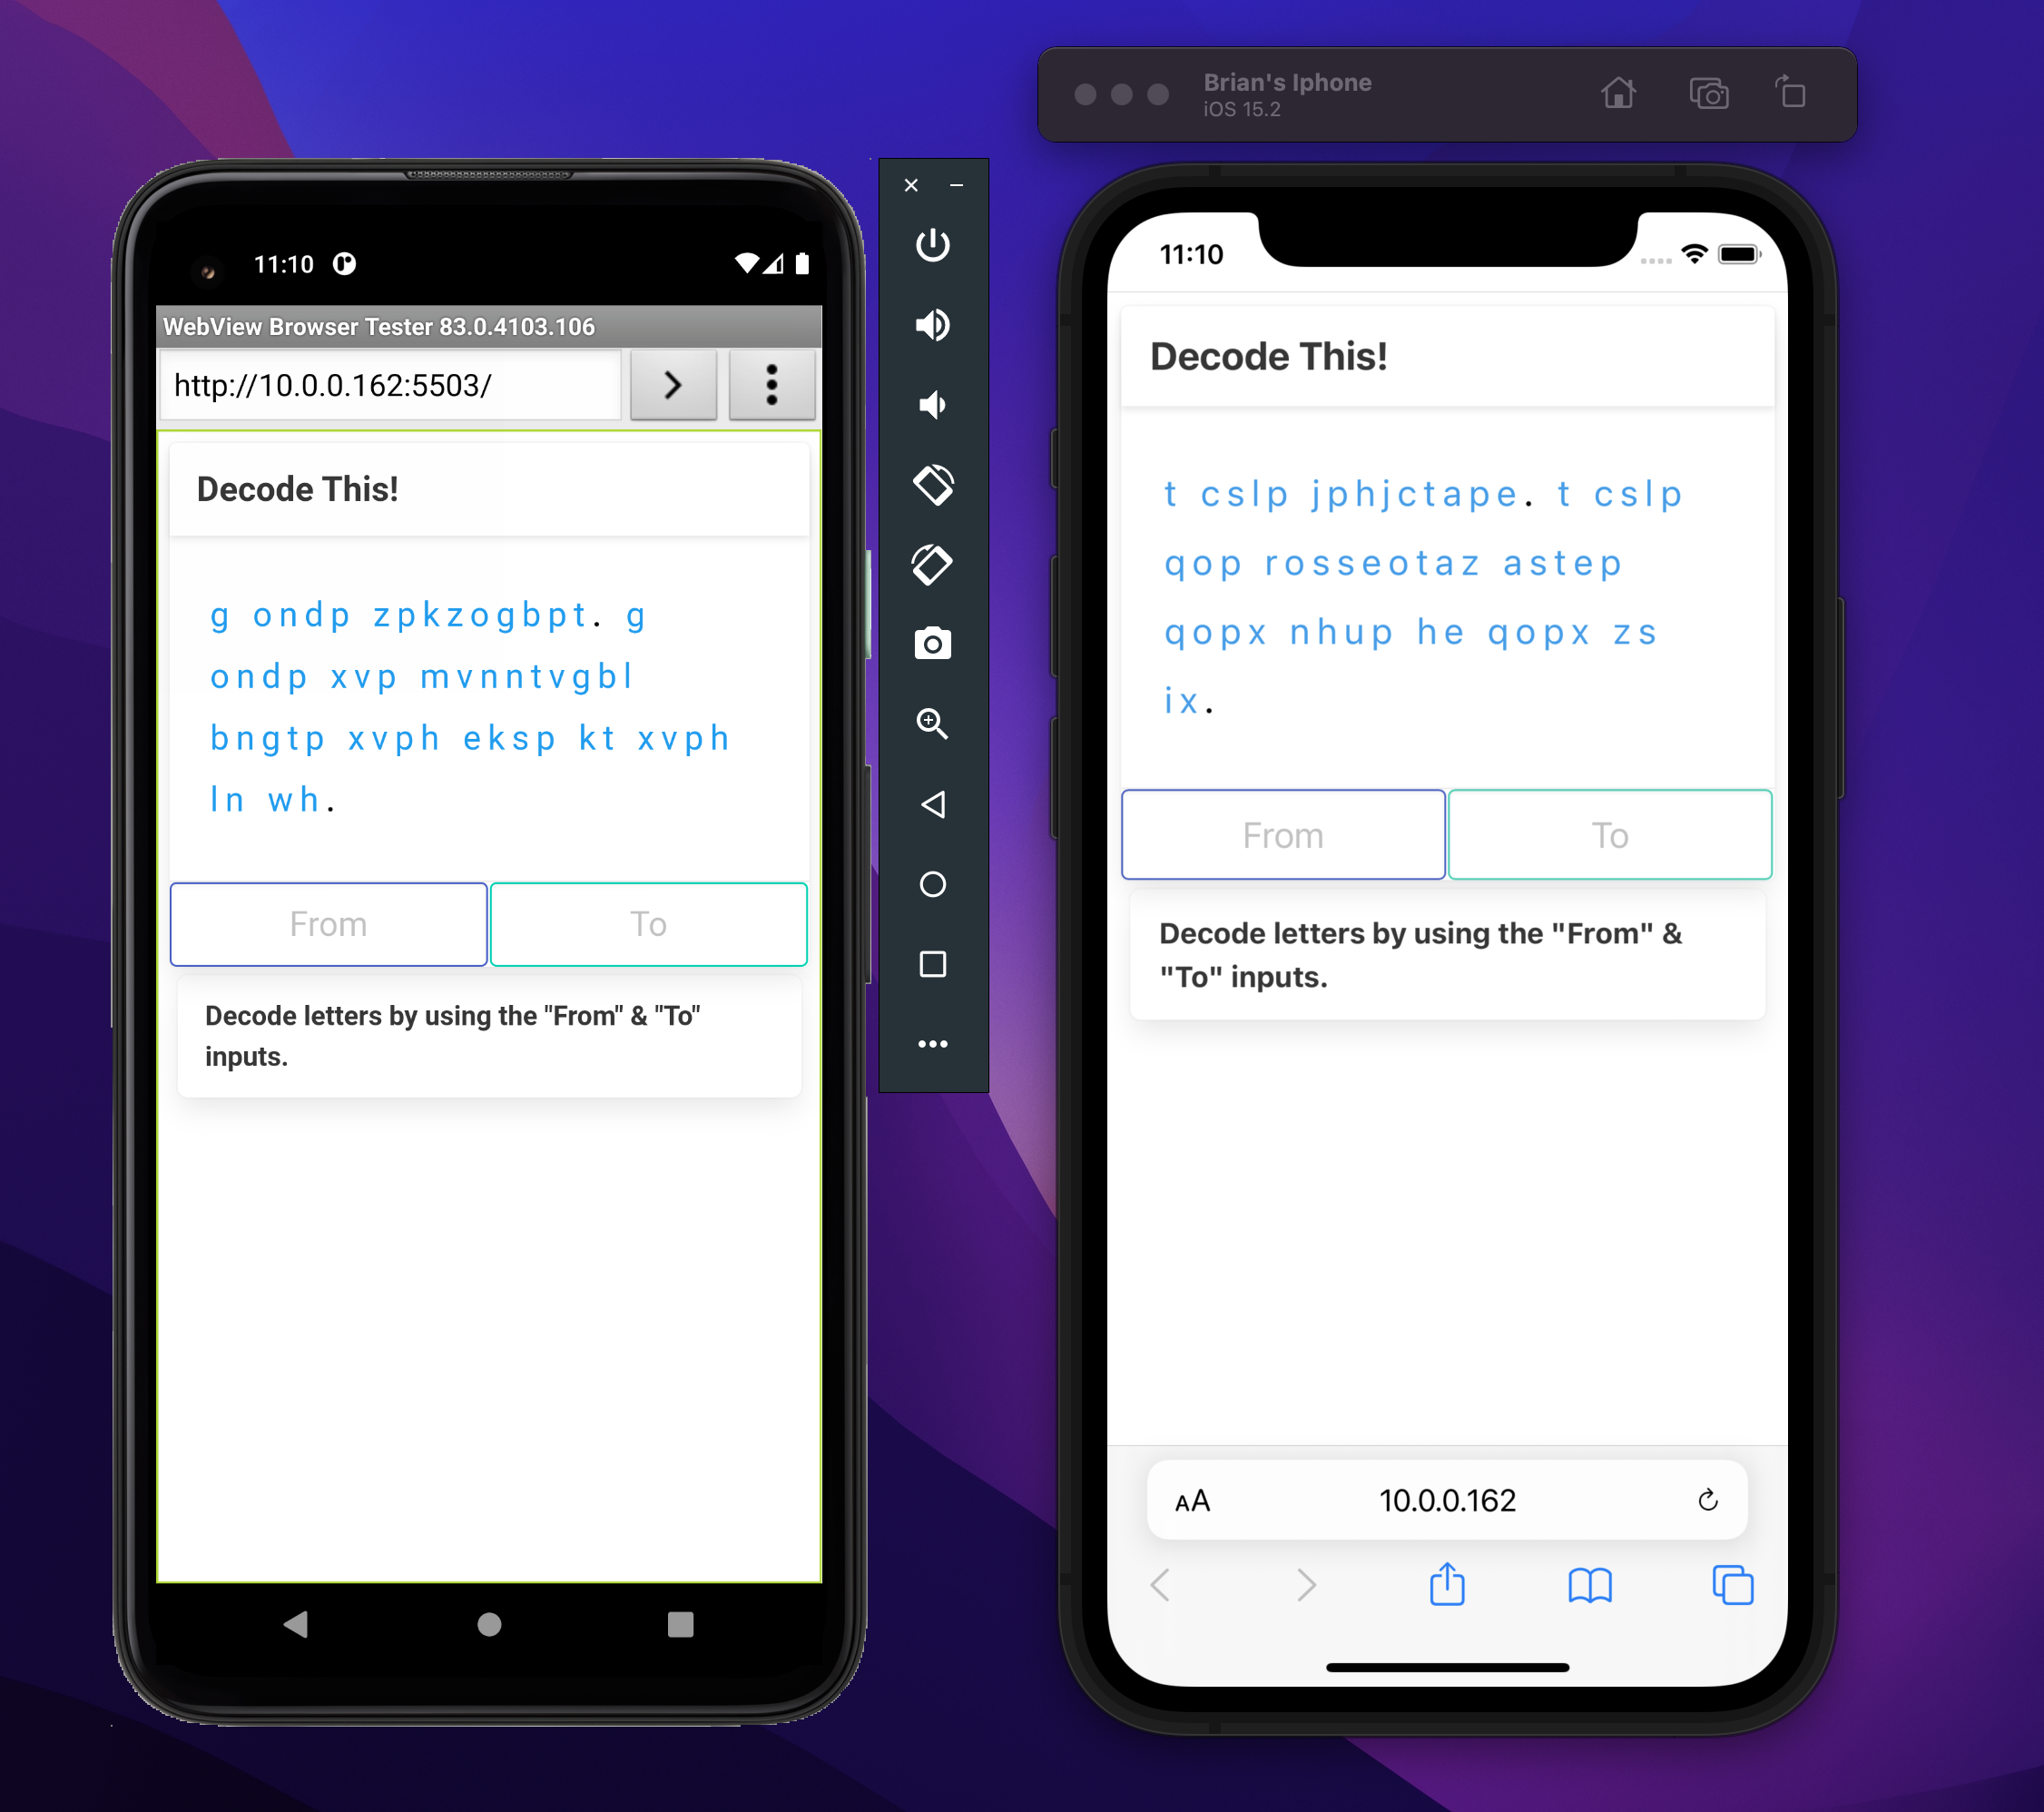 11:10
WebView Browser Tester 83.0.4103.106
http://10.0.0.162:5503/
Decode This!
g ondp zpkzogbpt. g
ondp xvp mvnntvgbl
bngtp xvph eksp kt xvph
ln wh.
From To
Decode letters by using the "From" & "To"
inputs.
Brian's Iphone
iOS 15.2
11:10
Decode This!
t cslp jphjctape. t cslp
qop rosseotaz astep
qopx nhup he qopx zs
ix.
From To
Decode letters by using the "From" &
"To" inputs.
AA 10.0.0.162